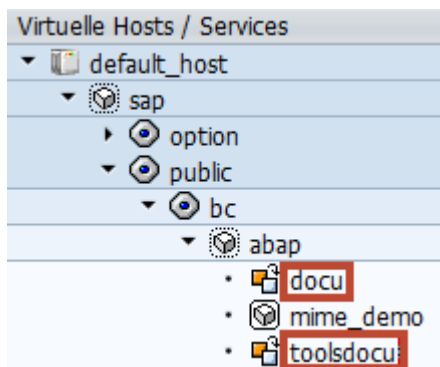 Virtuelle Hosts / Services
default_host
sap
option
public
bc
abap
docu
mime_demo
toolsdocu